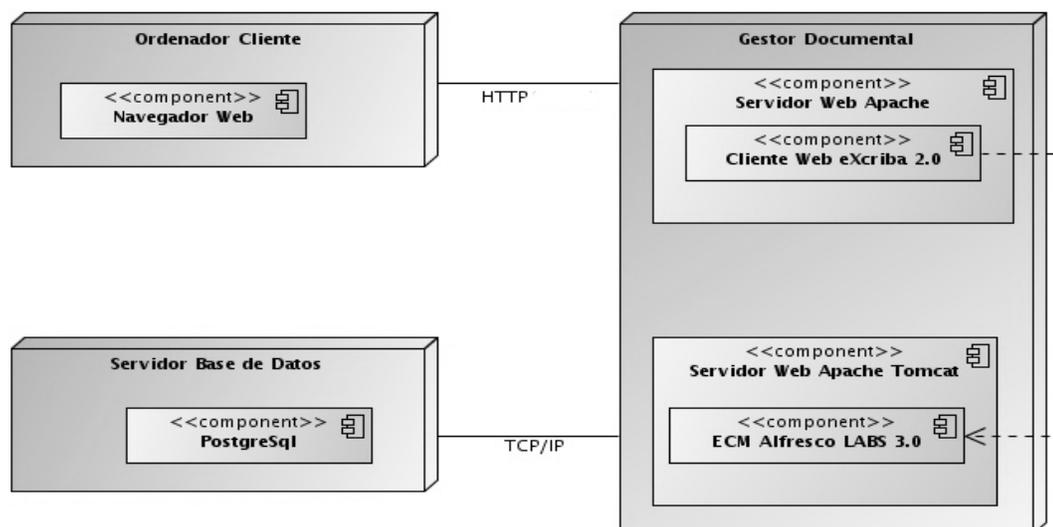 Ordenador Cliente
<<component>>
Navegador Web
HTTP
Gestor Documental
<<component>>
Servidor Web Apache
<<component>>
Cliente Web eXcriba 2.0
Servidor Base de Datos
<<component>>
PostgreSql
TCP/IP
<<component>>
Servidor Web Apache Tomcat
<<component>>
ECM Alfresco LABS 3.0